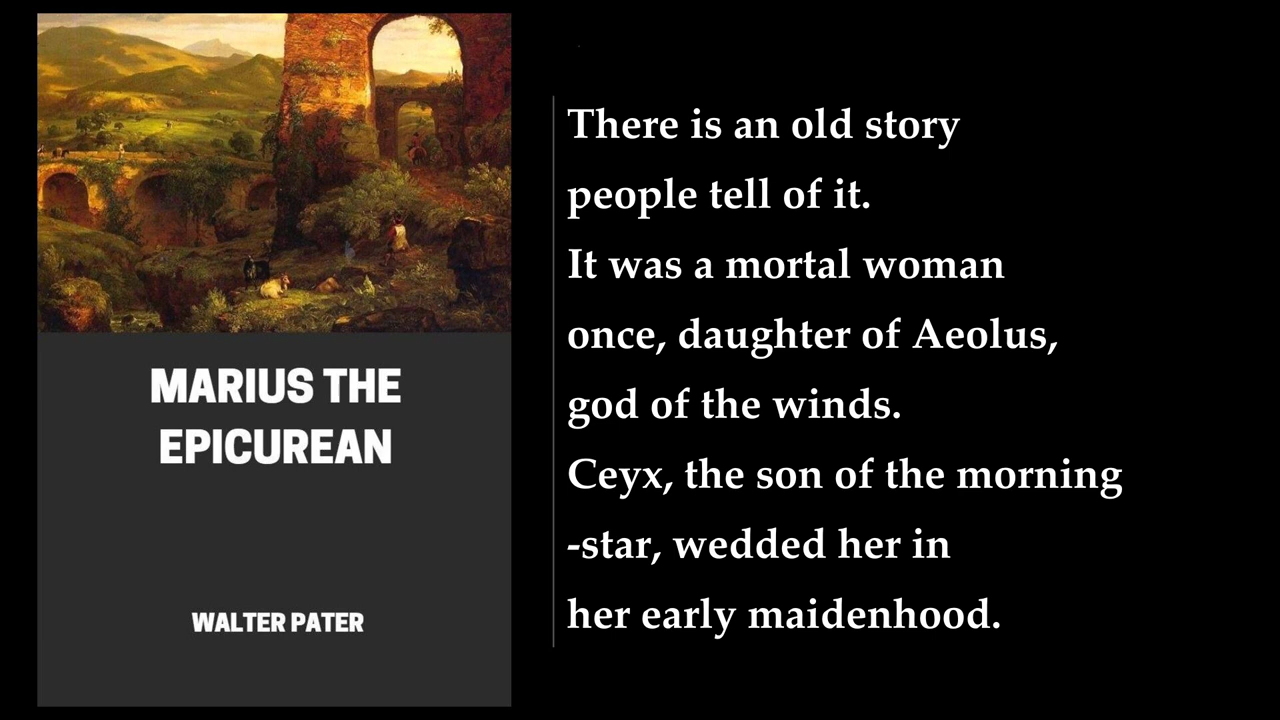 MARIUS THE
EPICUREAN
WALTER PATER
There is an old story
people tell of it.
It was a mortal woman
once, daughter of Aeolus,
god of the winds.
Ceyx, the son of the morning
-star, wedded her in
her early maidenhood.